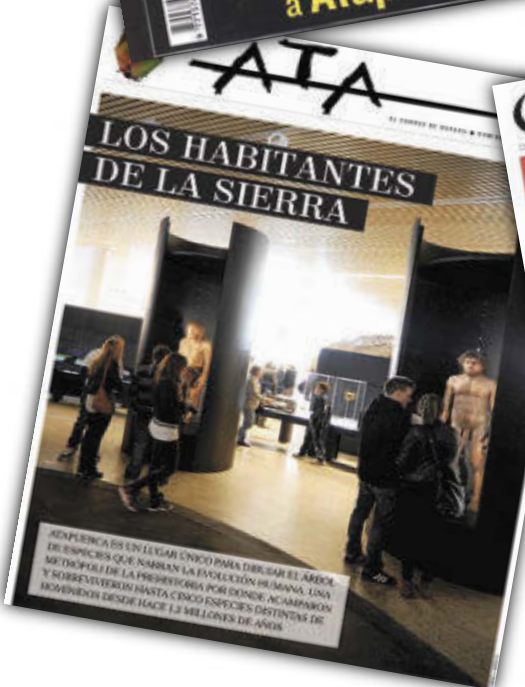 a Atap
ATA
EL CORREO DE BURGOS
LOS HABITANTES
DE LA SIERRA
ATAPUERCA ES UN LUGAR ÚNICO PARA DIBUJAR EL ÁRBOL
DE ESPECIES QUE NARRAN LA EVOLUCIÓN HUMANA. UNA
METRÓPOLI DE LA PREHISTORIA POR DONDE ACAMPARON
Y SOBREVIVIERON HASTA CINCO ESPECIES DISTINTAS DE
HOMÍNIDOS DESDE HACE 1,2 MILLONES DE AÑOS